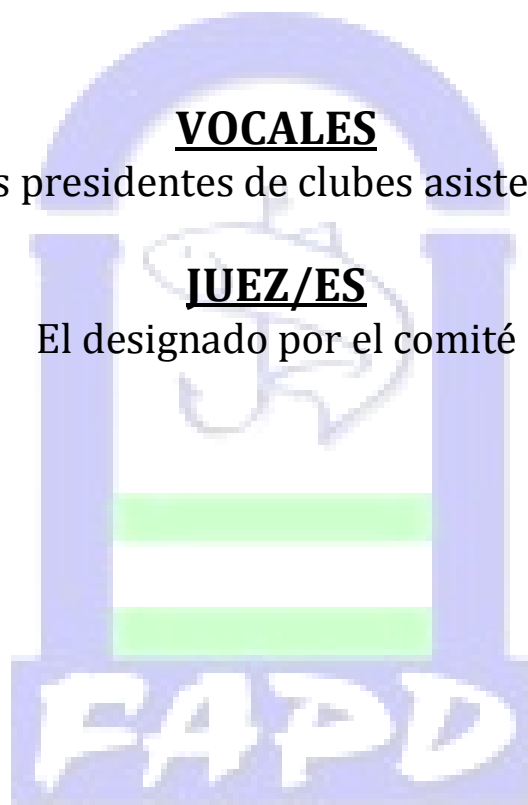 VOCALES
s presidentes de clubes asiste
JUEZ/ES
El designado por el comité
FAPD